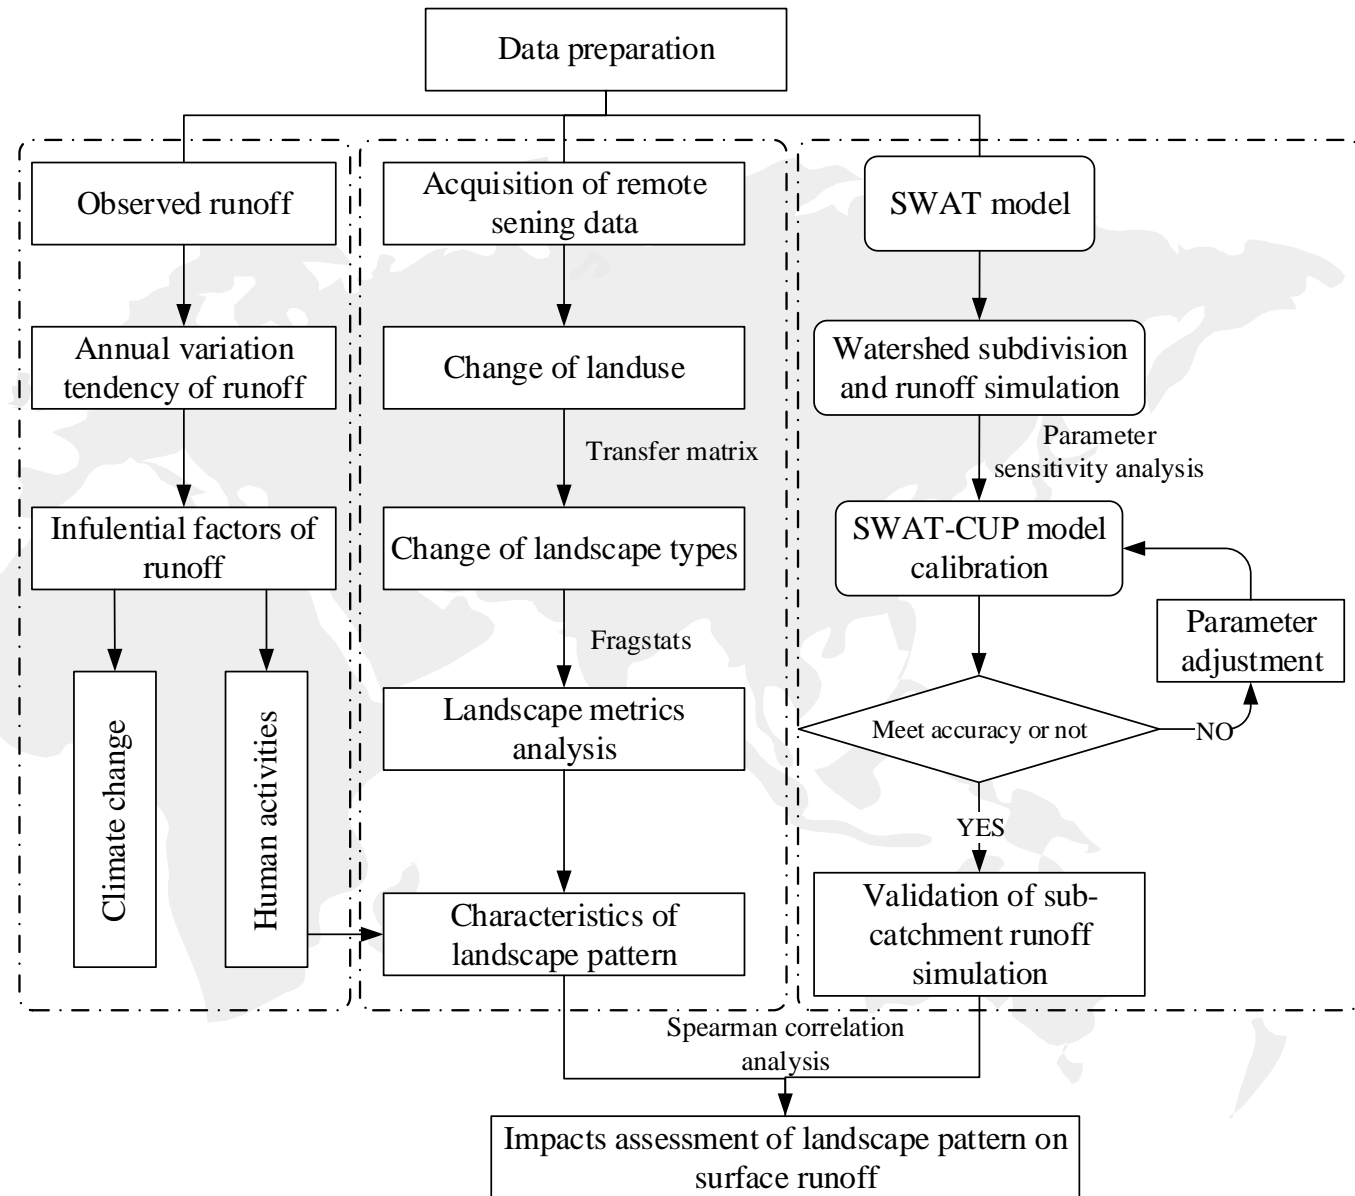 Data preparation
Observed runoff
Annual variation
tendency of runoff
Infulential factors of
runoff
Climate change
Human activities
Acquisition of remote
sening data
Change of landuse
Transfer matrix
Change of landscape types
Fragstats
Landscape metrics
analysis
Characteristics of
landscape pattern
SWAT model
Watershed subdivision
and runoff simulation
Parameter
sensitivity analysis
SWAT-CUP model
calibration
Parameter
adjustment
Meet accuracy or not
NO
YES
Validation of sub-
catchment runoff
simulation
Spearman correlation
analysis
Impacts assessment of landscape pattern on
surface runoff